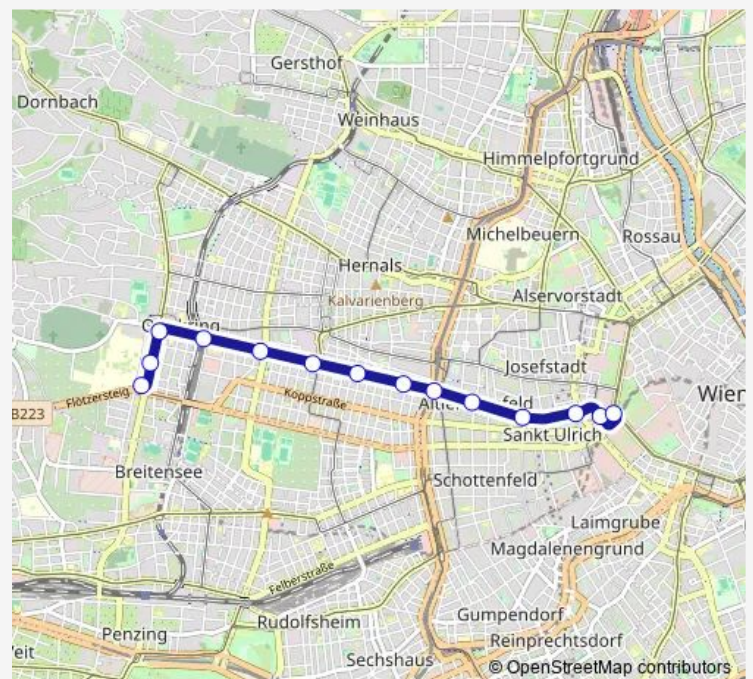 Gersthof
Dornbach
Weinhaus
Himmelpfortgrund
Michelbeuern
Rossau
Hernals
Kalvarienberg
Alservorstadt
Josefstadt
Flötzersteig
Koppstraße
Wien
B223
Sankt Ulrich
Breitensee
Schottenfeld
Laimgrube
Magdalenengrund
Felberstraße
Gumpendorf
Rudolfsheim
Penzing
Reinprechtsdorf
Sechshaus
© OpenStreetMap contributors